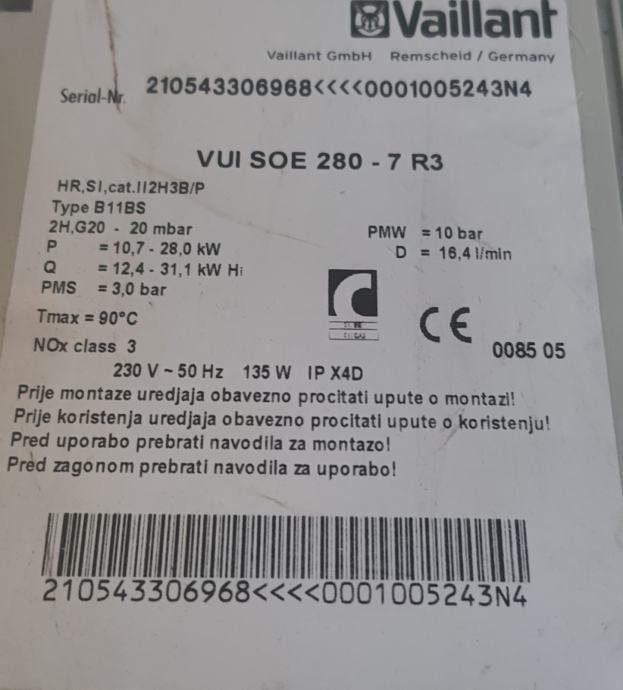 Vaillant
Vaillant GmbH Remscheid / Germany
Serial-Nr. 210543306968<<<<0001005243N4
VUI SOE 280 - 7 R3
HR,SI,cat.II2H3B/P
Type B11BS
2H,G20 - 20 mbar
P = 10,7 - 28,0 kW
Q = 12,4 - 31,1 kW Hi
PMS = 3,0 bar
PMW = 10 bar
D = 16,4 l/min
Tmax = 90°C
NOx class 3
CE
0085 05
230 V ~ 50 Hz 135 W IP X4D
Prije montaze uredjaja obavezno procitati upute o montazi!
Prije koristenja uredjaja obavezno procitati upute o koristenju!
Pred uporabo prebrati navodila za montazo!
Pred zagonom prebrati navodila za uporabo!
210543306968<<<<0001005243N4